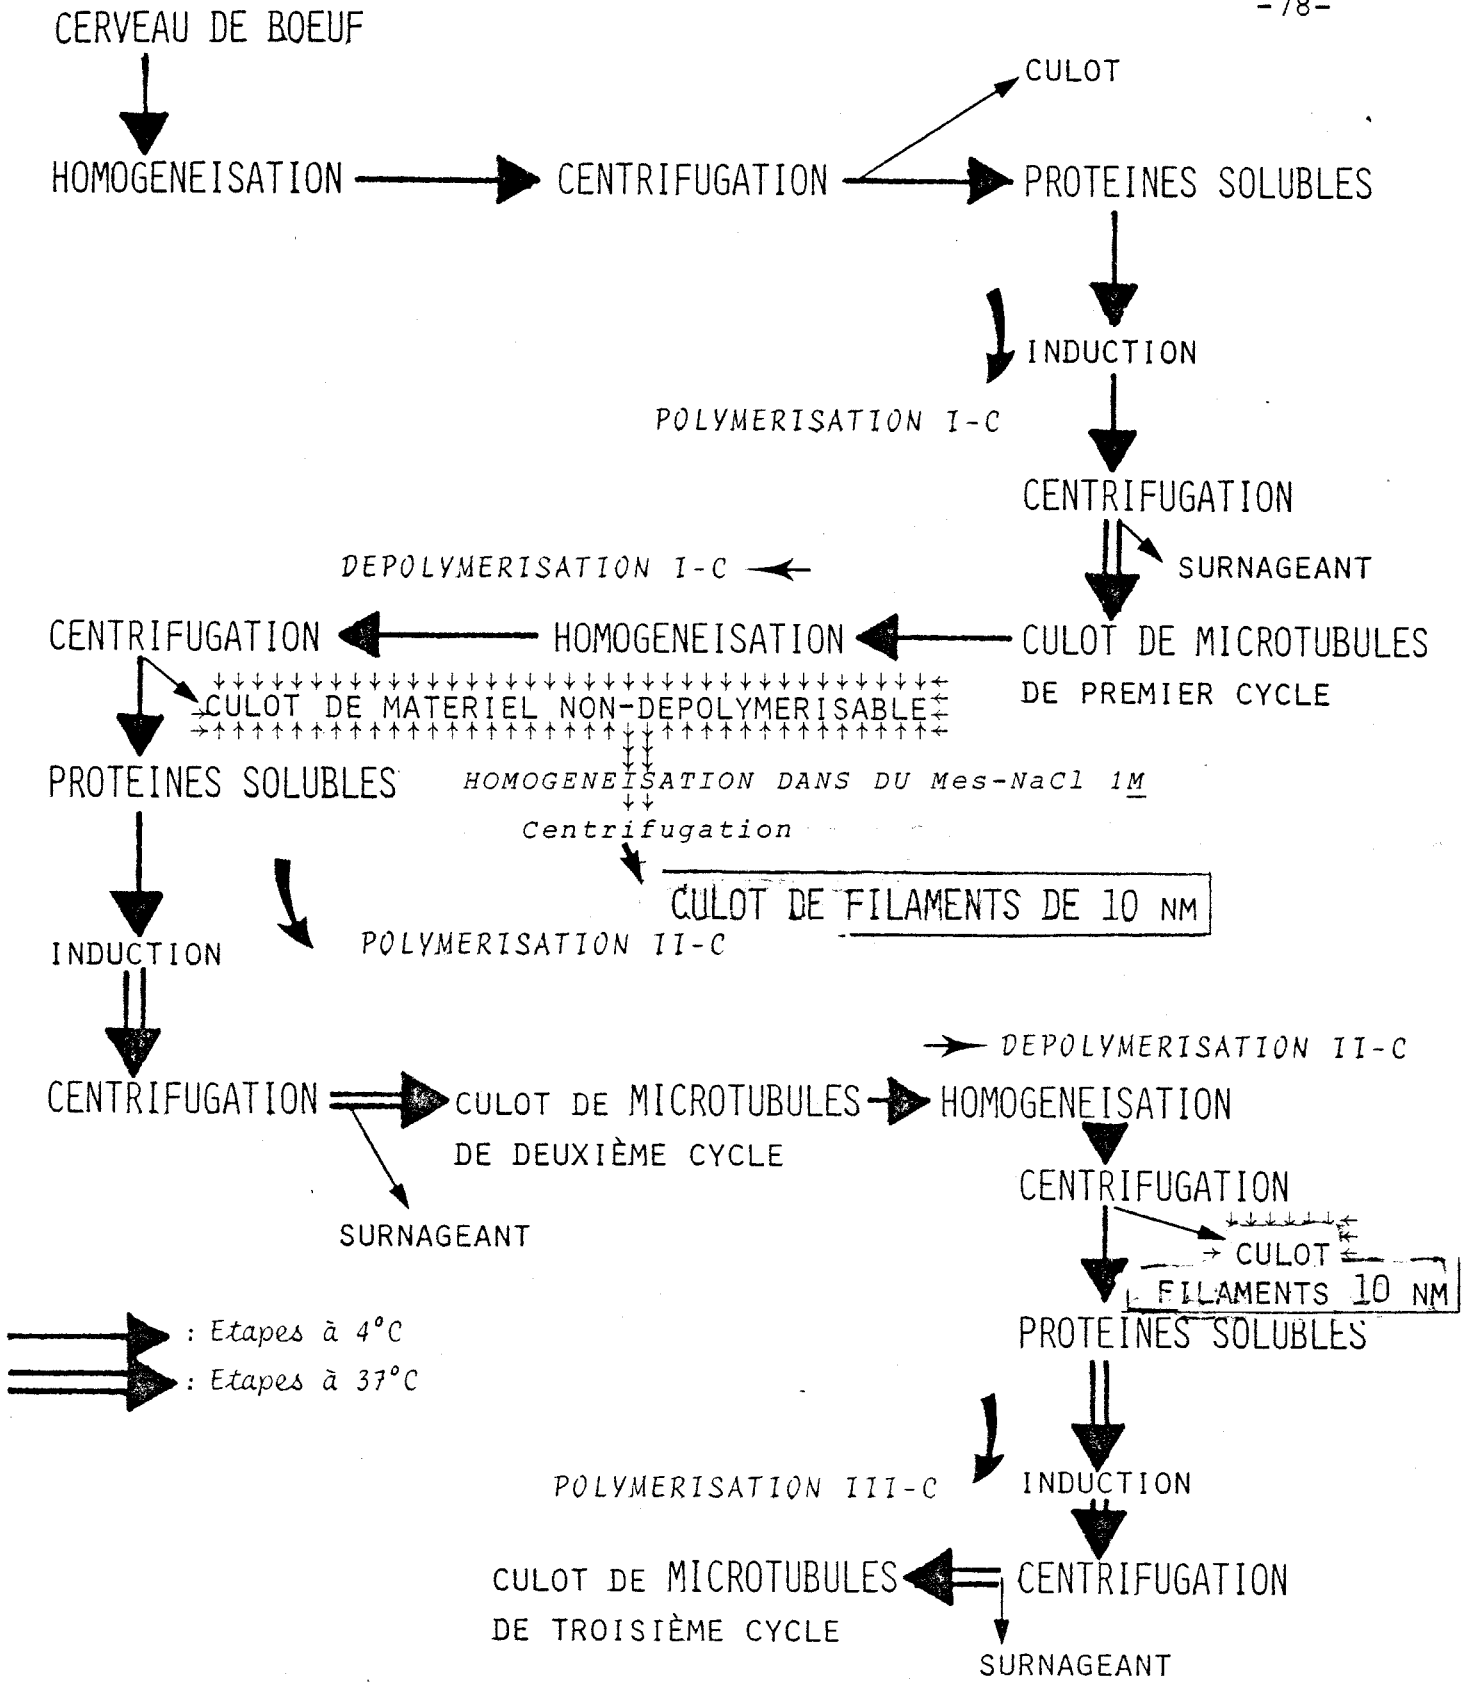 -78-
CERVEAU DE BOEUF
CULOT
HOMOGENEISATION
CENTRIFUGATION
PROTEINES SOLUBLES
INDUCTION
POLYMERISATION I-C
CENTRIFUGATION
DEPOLYMERISATION I-C
SURNAGEANT
CENTRIFUGATION
HOMOGENEISATION
CULOT DE MICROTUBULES
DE PREMIER CYCLE
CULOT DE MATERIEL NON-DEPOLYMERISABLE
PROTEINES SOLUBLES
HOMOGENEISATION DANS DU Mes-NaCl 1M
Centrifugation
CULOT DE FILAMENTS DE 10 NM
INDUCTION
POLYMERISATION II-C
DEPOLYMERISATION II-C
CENTRIFUGATION
CULOT DE MICROTUBULES
DE DEUXIÈME CYCLE
HOMOGENEISATION
CENTRIFUGATION
SURNAGEANT
CULOT
FILAMENTS 10 NM
PROTEINES SOLUBLES
: Etapes à 4°C
: Etapes à 37°C
POLYMERISATION III-C
INDUCTION
CULOT DE MICROTUBULES
DE TROISIÈME CYCLE
CENTRIFUGATION
SURNAGEANT